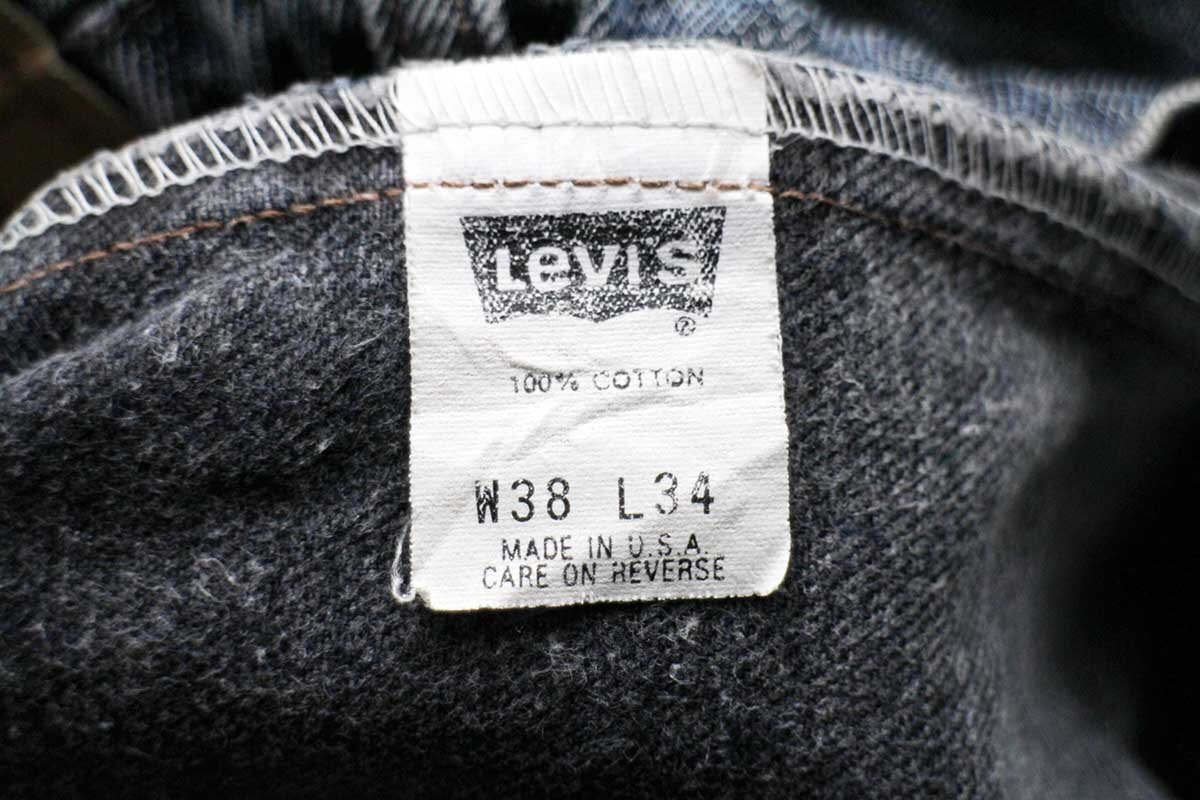 LeVI'S
®
100% COTTON
W38 L34
MADE IN U.S.A.
CARE ON REVERSE